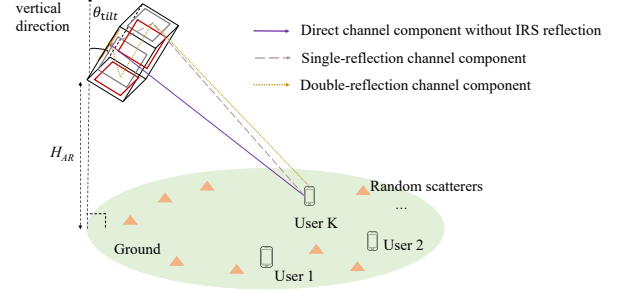 vertical
direction
θtilt
Direct channel component without IRS reflection
Single-reflection channel component
Double-reflection channel component
H_AR
Random scatterers
...
User K
Ground
User 2
User 1